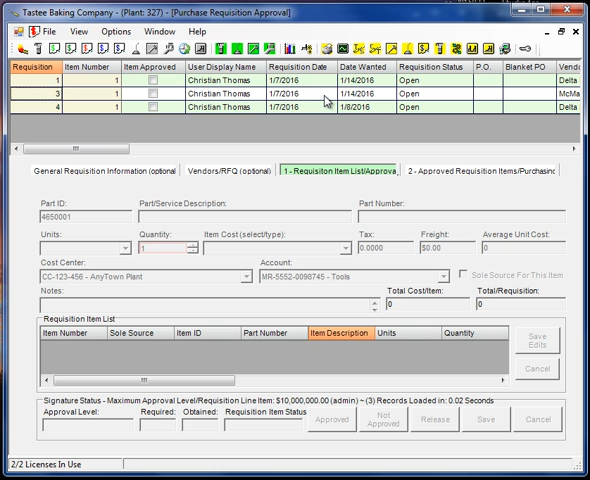 Tastee Baking Company - (Plant: 327) - [Purchase Requisition Approval]
File View Options Window Help
Requisition Item Number Item Approved User Display Name Requisition Date Date Wanted Requisition Status P.O. Blanket PO Vendo
1 1 Christian Thomas 1/7/2016 1/14/2016 Open Delta
3 1 Christian Thomas 1/7/2016 1/14/2016 Open McMa
4 1 Christian Thomas 1/7/2016 1/8/2016 Open Delta
General Requisition Information (optional) Vendors/RFQ (optional) 1 - Requisiton Item List/Approva 2 - Approved Requisition Items/Purchasing
Part ID: Part/Service Description: Part Number:
4650001
Units: Quantity: Item Cost (select/type): Tax: Freight: Average Unit Cost:
1 0.0000 $0.00 0
Cost Center: Account:
CC-123-456 - AnyTown Plant MR-5552-0098745 - Tools Sole Source For This Item
Notes: Total Cost/Item: Total/Requisition:
0 0
Requisition Item List
Item Number Sole Source Item ID Part Number Item Description Units Quantity
Save Edits
Cancel
Signature Status - Maximum Approval Level/Requisition Line Item: $10,000,000.00 (admin) ~ (3) Records Loaded in: 0.02 Seconds
Approval Level: Required: Obtained: Requisition Item Status
Approved Not Approved Release Save Cancel
2/2 Licenses In Use